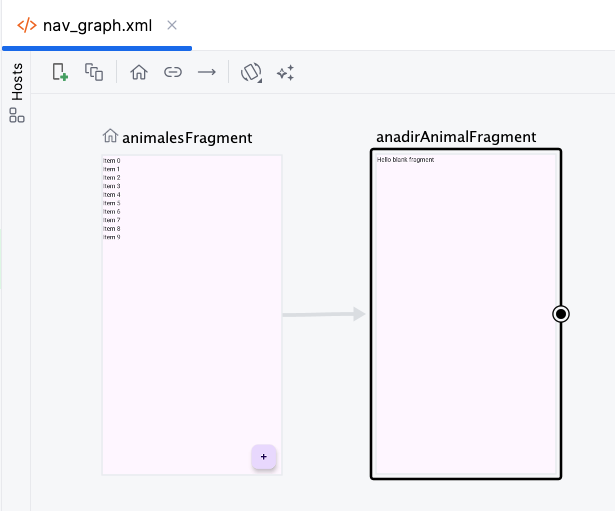 nav_graph.xml
Hosts
animalesFragment
Item 0
Item 1
Item 2
Item 3
Item 4
Item 5
Item 6
Item 7
Item 8
Item 9
+
anadirAnimalFragment
Hello blank fragment